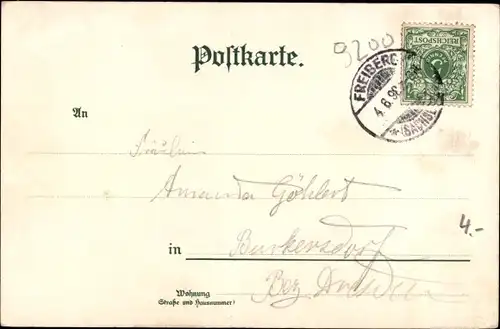 9200
Postkarte.
REICHSPOST
FREIBERG
4.6.98
(SACHSEN)
An
Fräulein
Amanda Göhlert
4.-
in Burkersdorf
Bez Dresden
Wohnung
(Straße und Hausnummer)